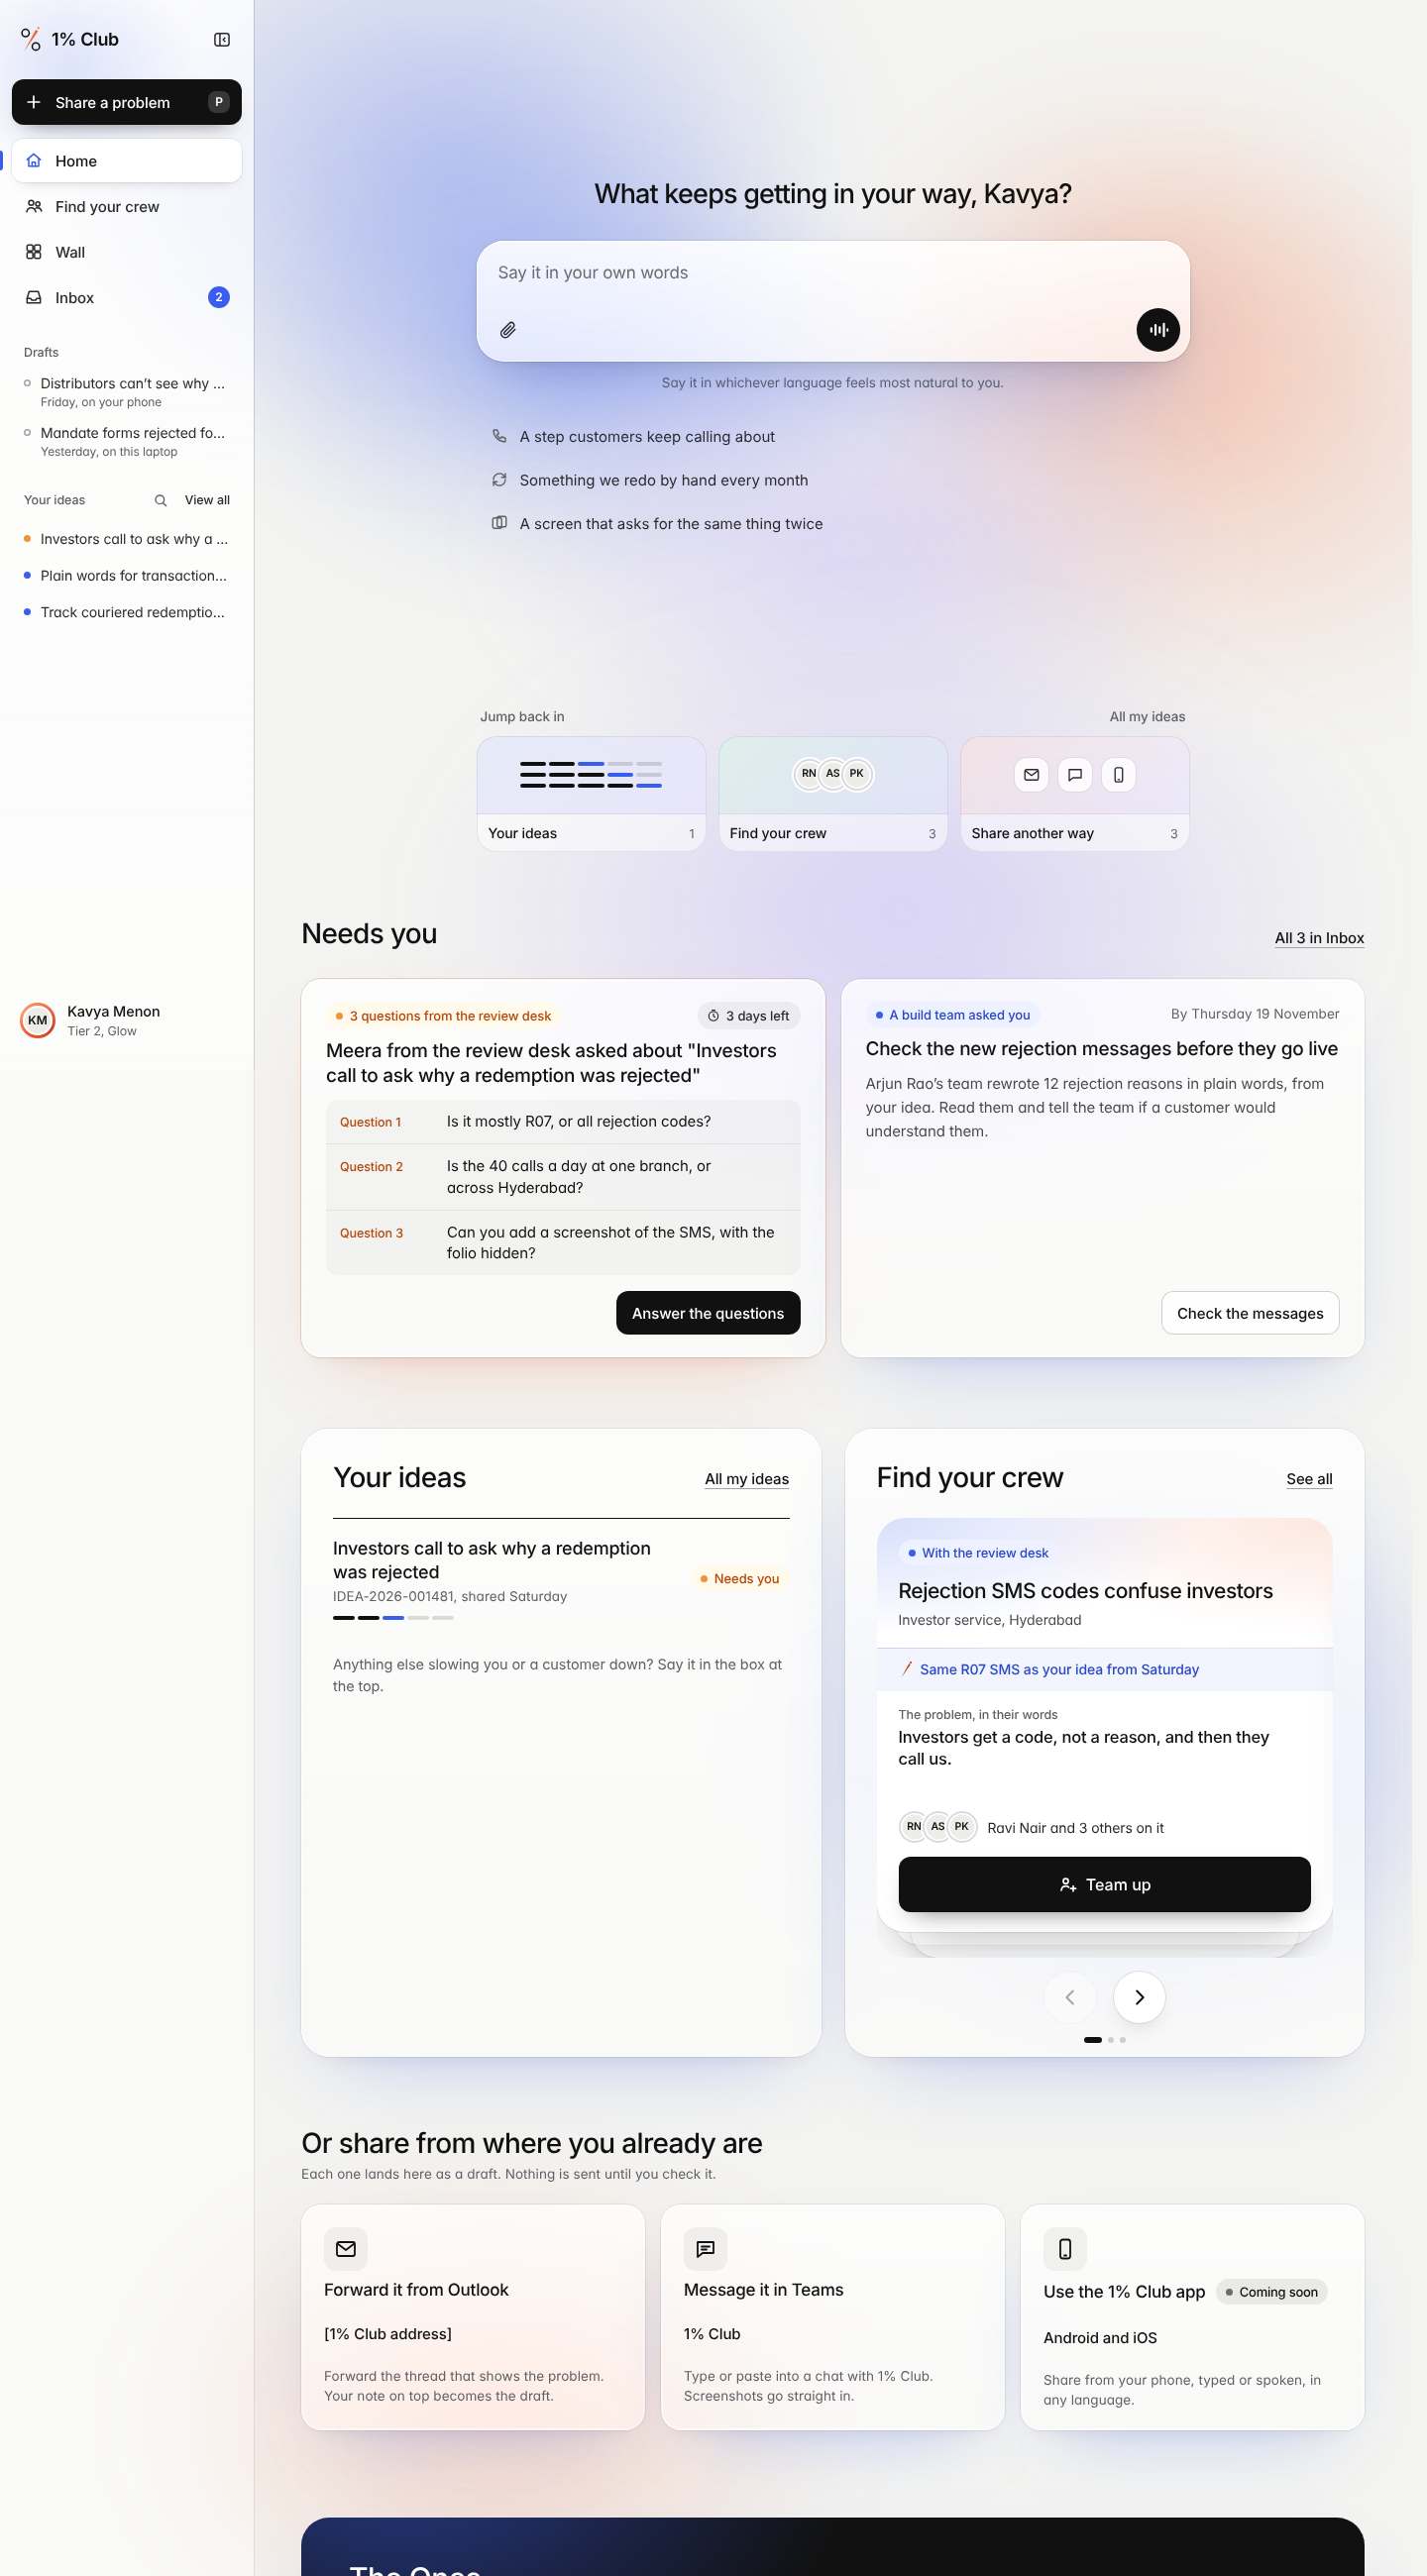 1% Club
Share a problem P
Home
Find your crew
Wall
Inbox 2
Drafts
Distributors can't see why ...
Friday, on your phone
Mandate forms rejected fo...
Yesterday, on this laptop
Your ideas View all
Investors call to ask why a ...
Plain words for transaction...
Track couriered redemptio...
KM Kavya Menon
Tier 2, Glow
What keeps getting in your way, Kavya?
Say it in your own words
Say it in whichever language feels most natural to you.
A step customers keep calling about
Something we redo by hand every month
A screen that asks for the same thing twice
Jump back in All my ideas
RN AS PK
Your ideas 1
Find your crew 3
Share another way 3
Needs you All 3 in Inbox
3 questions from the review desk 3 days left
Meera from the review desk asked about "Investors
call to ask why a redemption was rejected"
Question 1 Is it mostly R07, or all rejection codes?
Question 2 Is the 40 calls a day at one branch, or
across Hyderabad?
Question 3 Can you add a screenshot of the SMS, with the
folio hidden?
Answer the questions
A build team asked you By Thursday 19 November
Check the new rejection messages before they go live
Arjun Rao's team rewrote 12 rejection reasons in plain words, from
your idea. Read them and tell the team if a customer would
understand them.
Check the messages
Your ideas All my ideas
Investors call to ask why a redemption
was rejected
Needs you
IDEA-2026-001481, shared Saturday
Anything else slowing you or a customer down? Say it in the box at
the top.
Find your crew See all
With the review desk
Rejection SMS codes confuse investors
Investor service, Hyderabad
Same R07 SMS as your idea from Saturday
The problem, in their words
Investors get a code, not a reason, and then they
call us.
RN AS PK Ravi Nair and 3 others on it
Team up
Or share from where you already are
Each one lands here as a draft. Nothing is sent until you check it.
Forward it from Outlook
[1% Club address]
Forward the thread that shows the problem.
Your note on top becomes the draft.
Message it in Teams
1% Club
Type or paste into a chat with 1% Club.
Screenshots go straight in.
Use the 1% Club app Coming soon
Android and iOS
Share from your phone, typed or spoken, in
any language.
The Ones